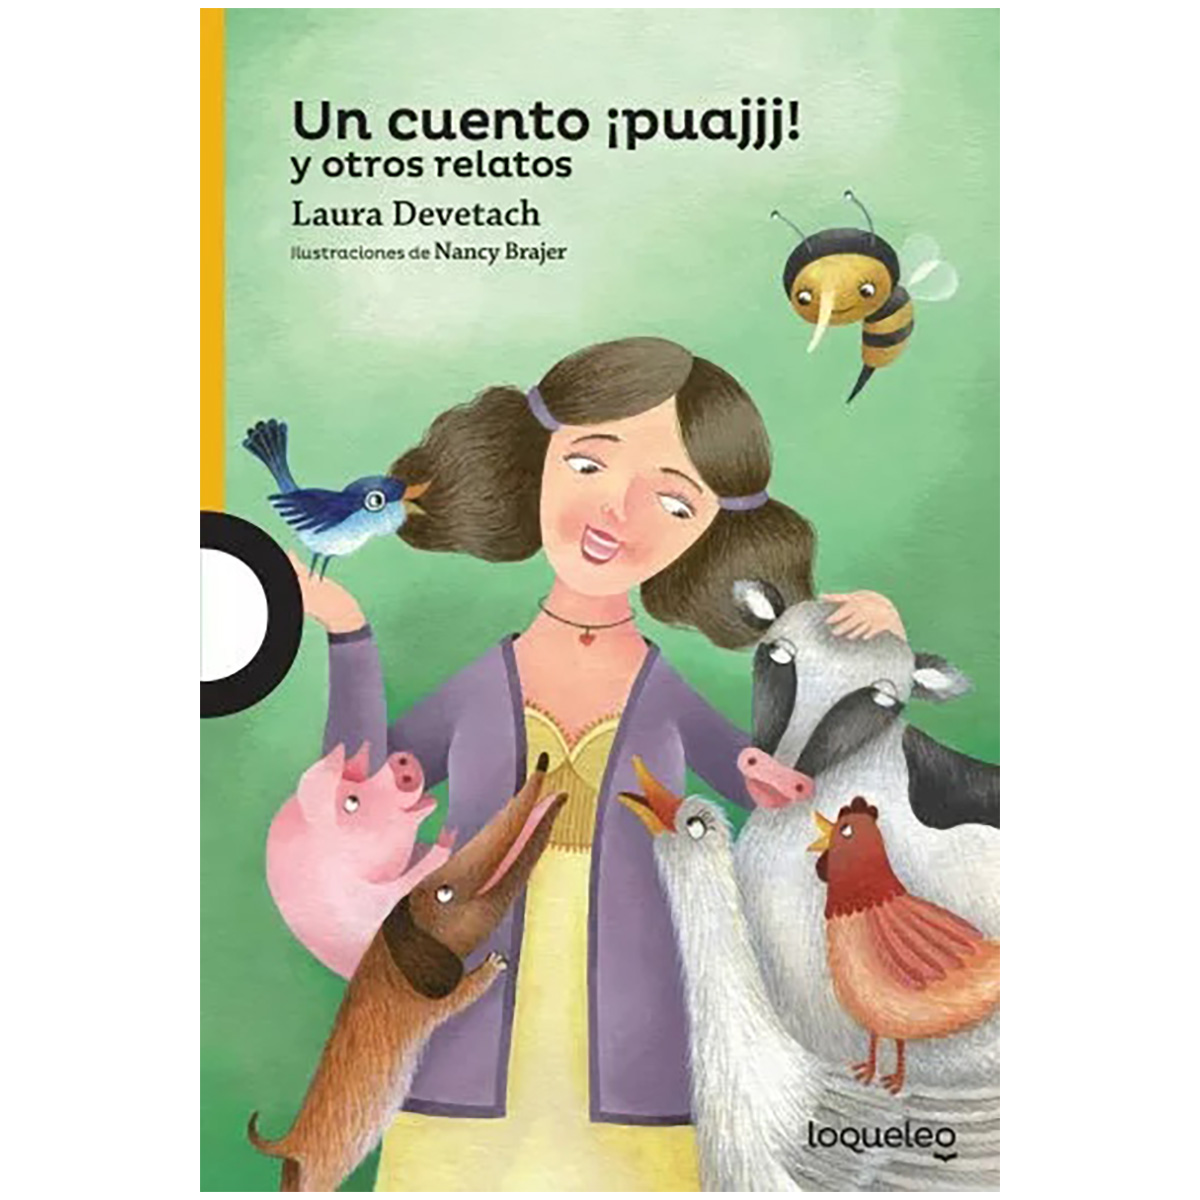 Un cuento ¡puajjj!
y otros relatos
Laura Devetach
Ilustraciones de Nancy Brajer
loqueleo